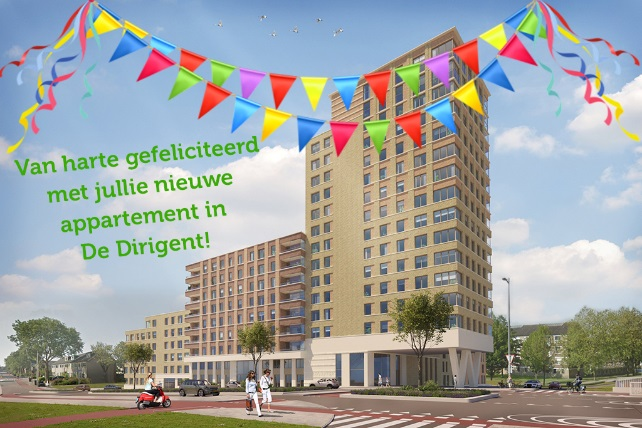 Van harte gefeliciteerd
met jullie nieuwe
appartement in
De Dirigent!